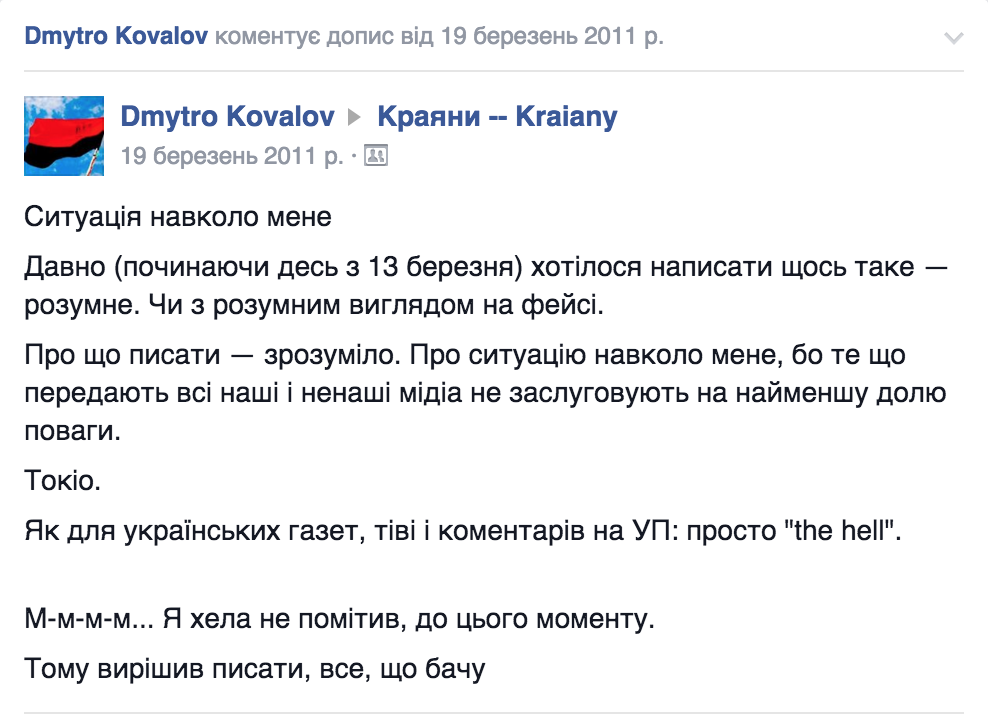 Dmytro Kovalov коментує допис від 19 березень 2011 р.
Dmytro Kovalov ▸ Краяни -- Kraiany
19 березень 2011 р. ·
Ситуація навколо мене
Давно (починаючи десь з 13 березня) хотілося написати щось таке —
розумне. Чи з розумним виглядом на фейсі.
Про що писати — зрозуміло. Про ситуацію навколо мене, бо те що
передають всі наші і ненаші мідіа не заслуговують на найменшу долю
поваги.
Токіо.
Як для українських газет, тіві і коментарів на УП: просто "the hell".
М-м-м-м... Я хела не помітив, до цього моменту.
Тому вирішив писати, все, що бачу